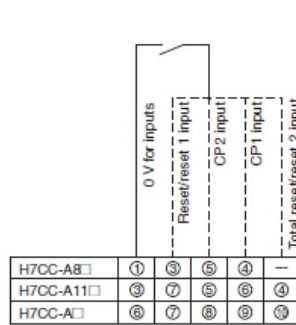 0 V for inputs
Reset/reset 1 input
CP2 input
CP1 input
Total reset/reset 2 input
H7CC-A8□ ① ③ ⑤ ④ ---
H7CC-A11□ ③ ⑦ ⑤ ⑥ ④
H7CC-A□ ⑥ ⑦ ⑧ ⑨ ⑩